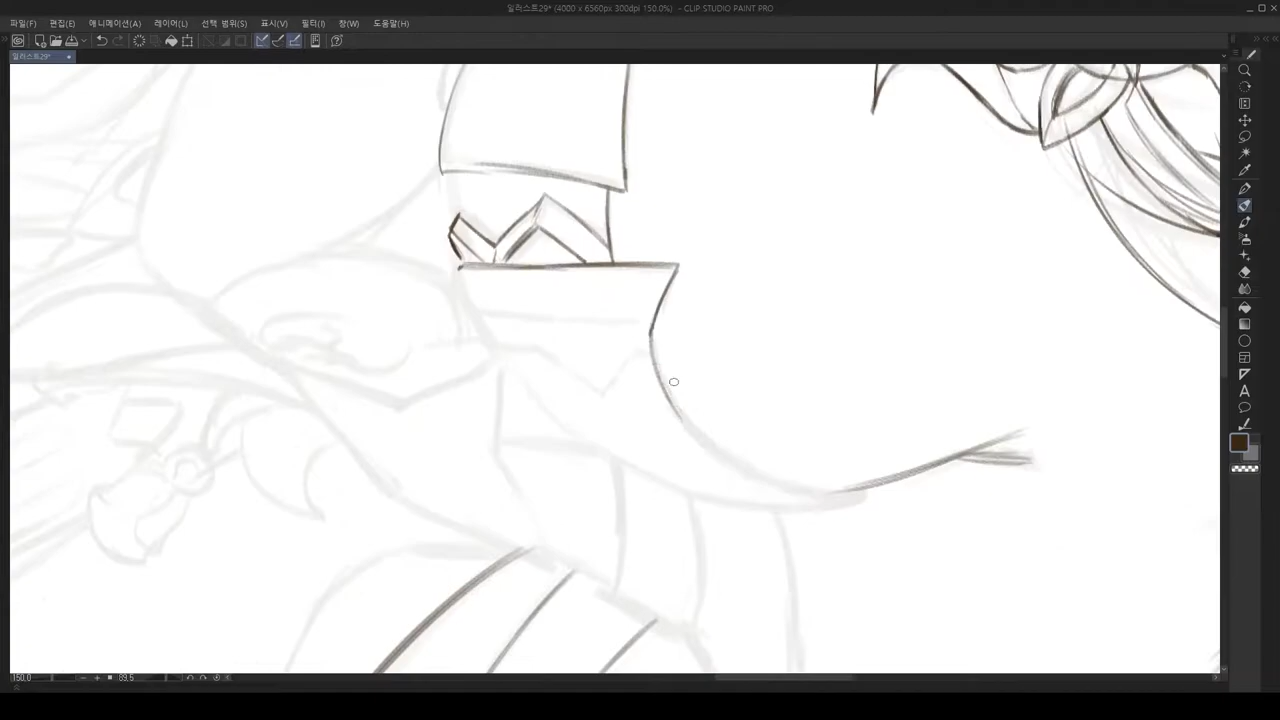 일러스트29* (4000 x 6560px 300dpi 150.0%) - CLIP STUDIO PAINT PRO
파일(F) 편집(E) 애니메이션(A) 레이어(L) 선택 범위(S) 표시(V) 필터(I) 창(W) 도움말(H)
일러스트29*
150.0 89.5